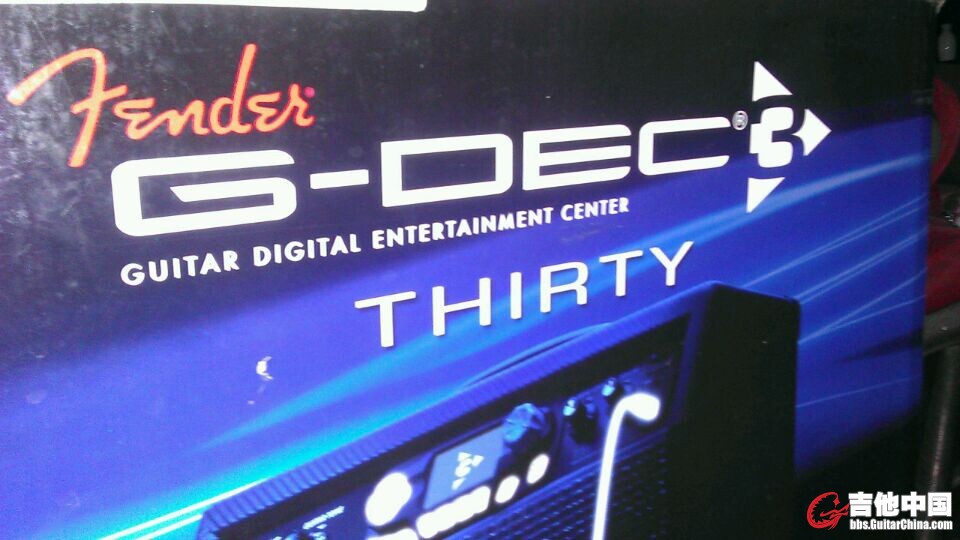 Fender
G-DEC® 3
GUITAR DIGITAL ENTERTAINMENT CENTER
THIRTY
吉他中国
bbs.GuitarChina.com